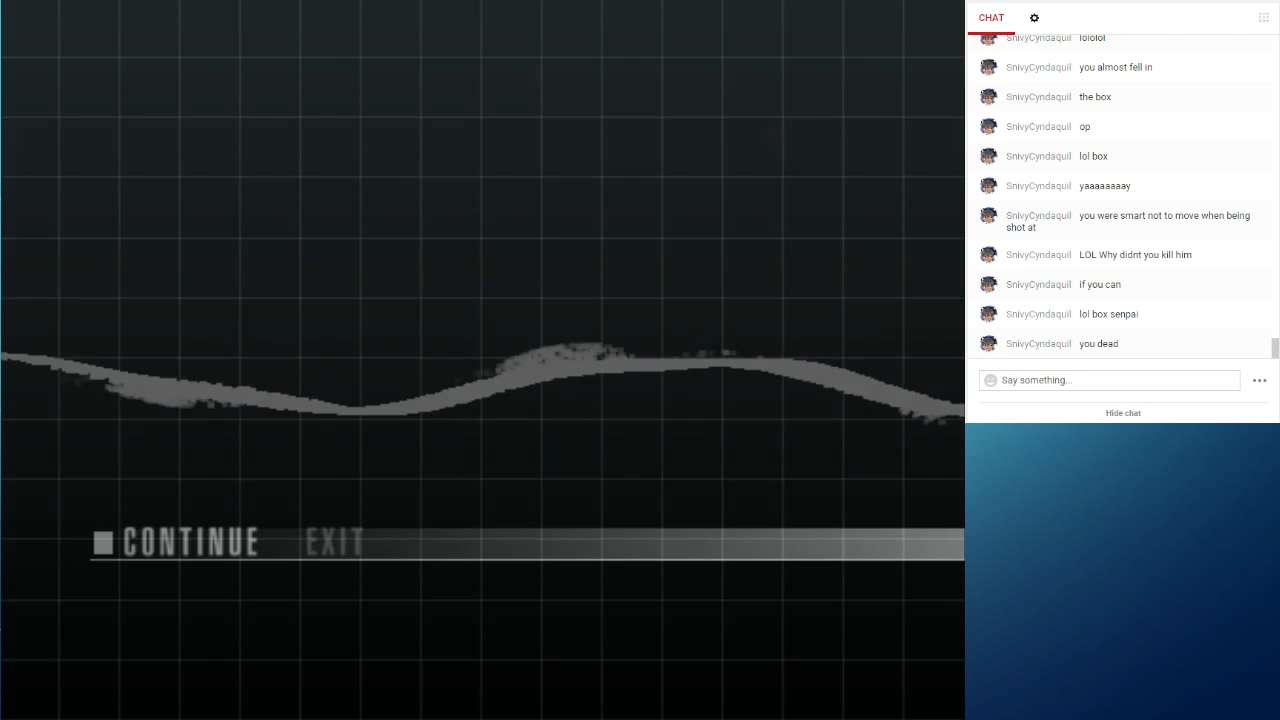 CHAT
SnivyCyndaquil lololol
SnivyCyndaquil you almost fell in
SnivyCyndaquil the box
SnivyCyndaquil op
SnivyCyndaquil lol box
SnivyCyndaquil yaaaaaaaay
SnivyCyndaquil you were smart not to move when being
shot at
SnivyCyndaquil LOL Why didnt you kill him
SnivyCyndaquil if you can
SnivyCyndaquil lol box senpai
SnivyCyndaquil you dead
Say something...
Hide chat
CONTINUE EXIT